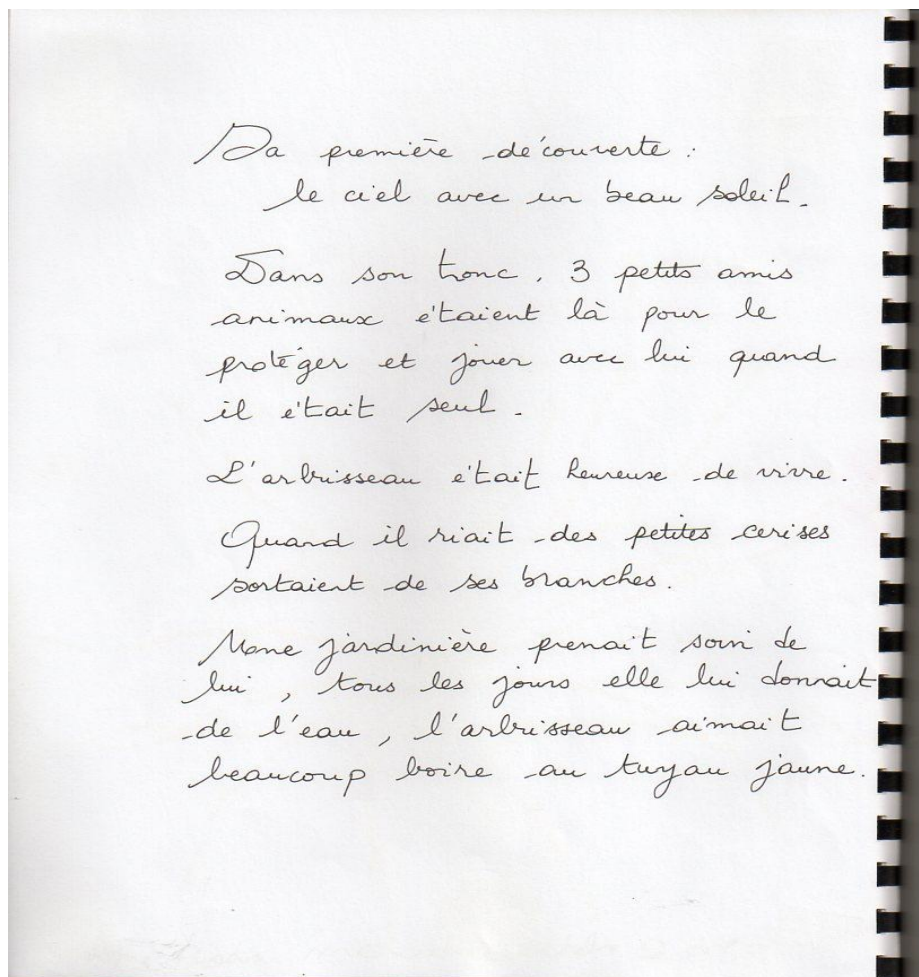 Sa première découverte :
le ciel avec un beau soleil.
Dans son tronc, 3 petits amis
animaux étaient là pour le
protéger et jouer avec lui quand
il était seul.
L'arbrisseau était heureuse de vivre.
Quand il riait des petites cerises
sortaient de ses branches.
Mme jardinière prenait soin de
lui, tous les jours elle lui donnait
de l'eau, l'arbrisseau aimait
beaucoup boire au tuyau jaune.